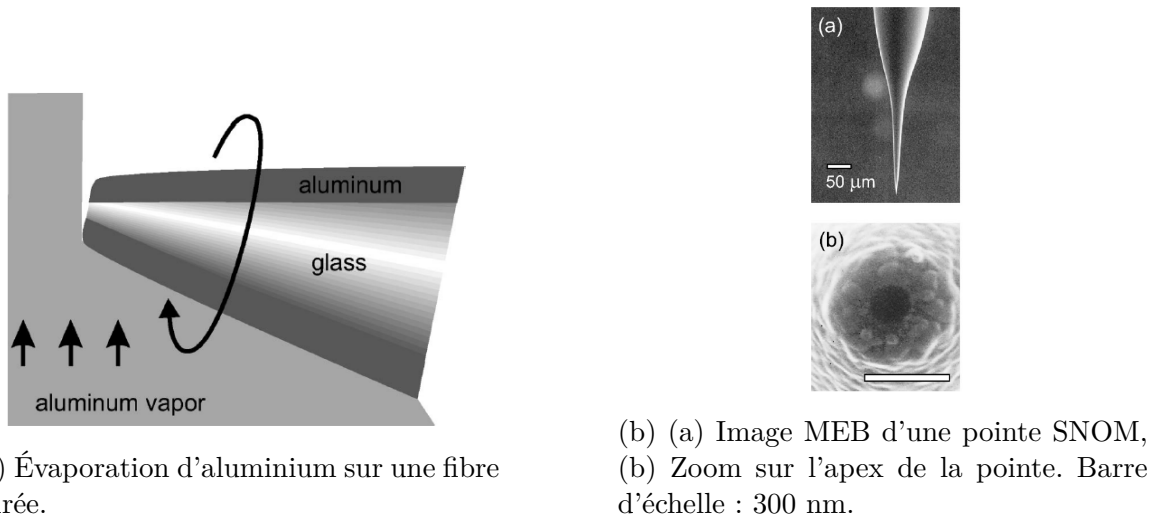 aluminum
glass
aluminum vapor
) Évaporation d'aluminium sur une fibre
rée.
(a)
50 μm
(b)
(b) (a) Image MEB d'une pointe SNOM,
(b) Zoom sur l'apex de la pointe. Barre
d'échelle : 300 nm.